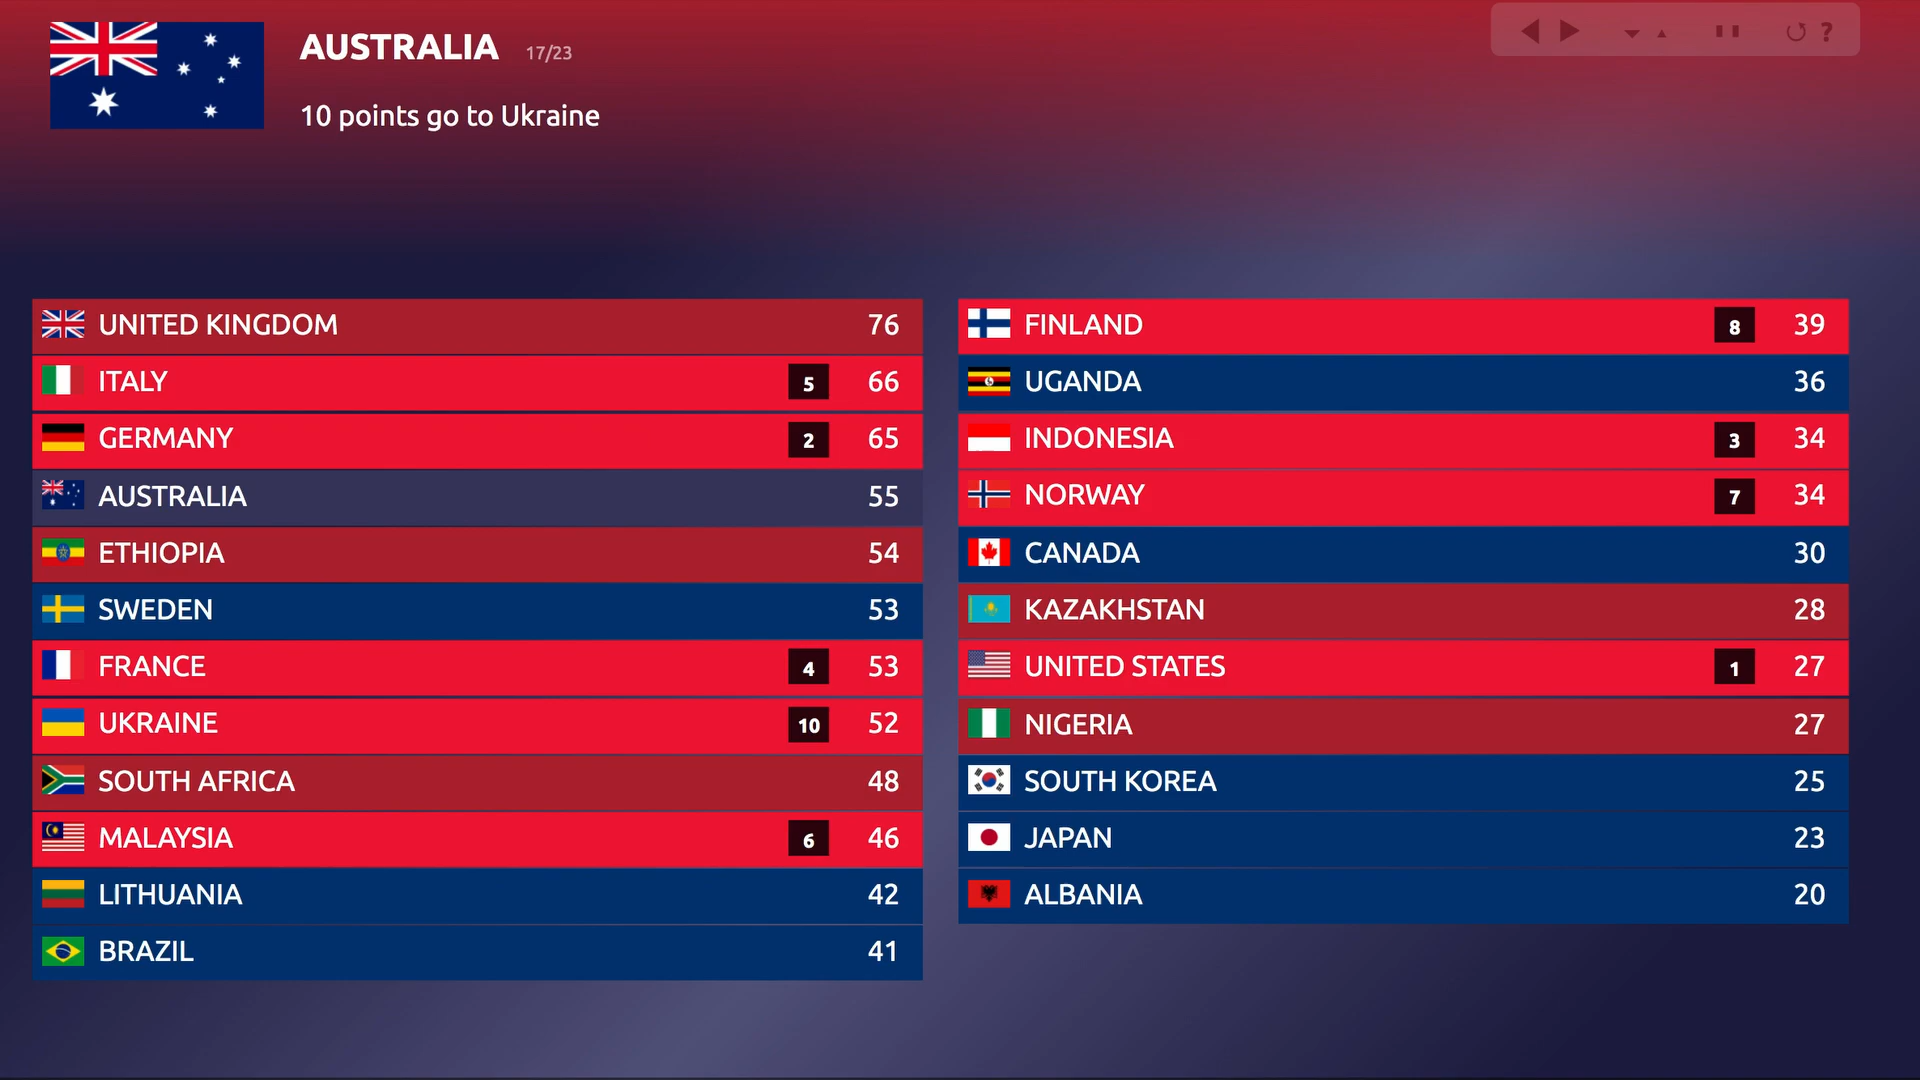 AUSTRALIA 17/23
?
10 points go to Ukraine
UNITED KINGDOM 76
ITALY 5 66
GERMANY 2 65
AUSTRALIA 55
ETHIOPIA 54
SWEDEN 53
FRANCE 4 53
UKRAINE 10 52
SOUTH AFRICA 48
MALAYSIA 6 46
LITHUANIA 42
BRAZIL 41
FINLAND 8 39
UGANDA 36
INDONESIA 3 34
NORWAY 7 34
CANADA 30
KAZAKHSTAN 28
UNITED STATES 1 27
NIGERIA 27
SOUTH KOREA 25
JAPAN 23
ALBANIA 20